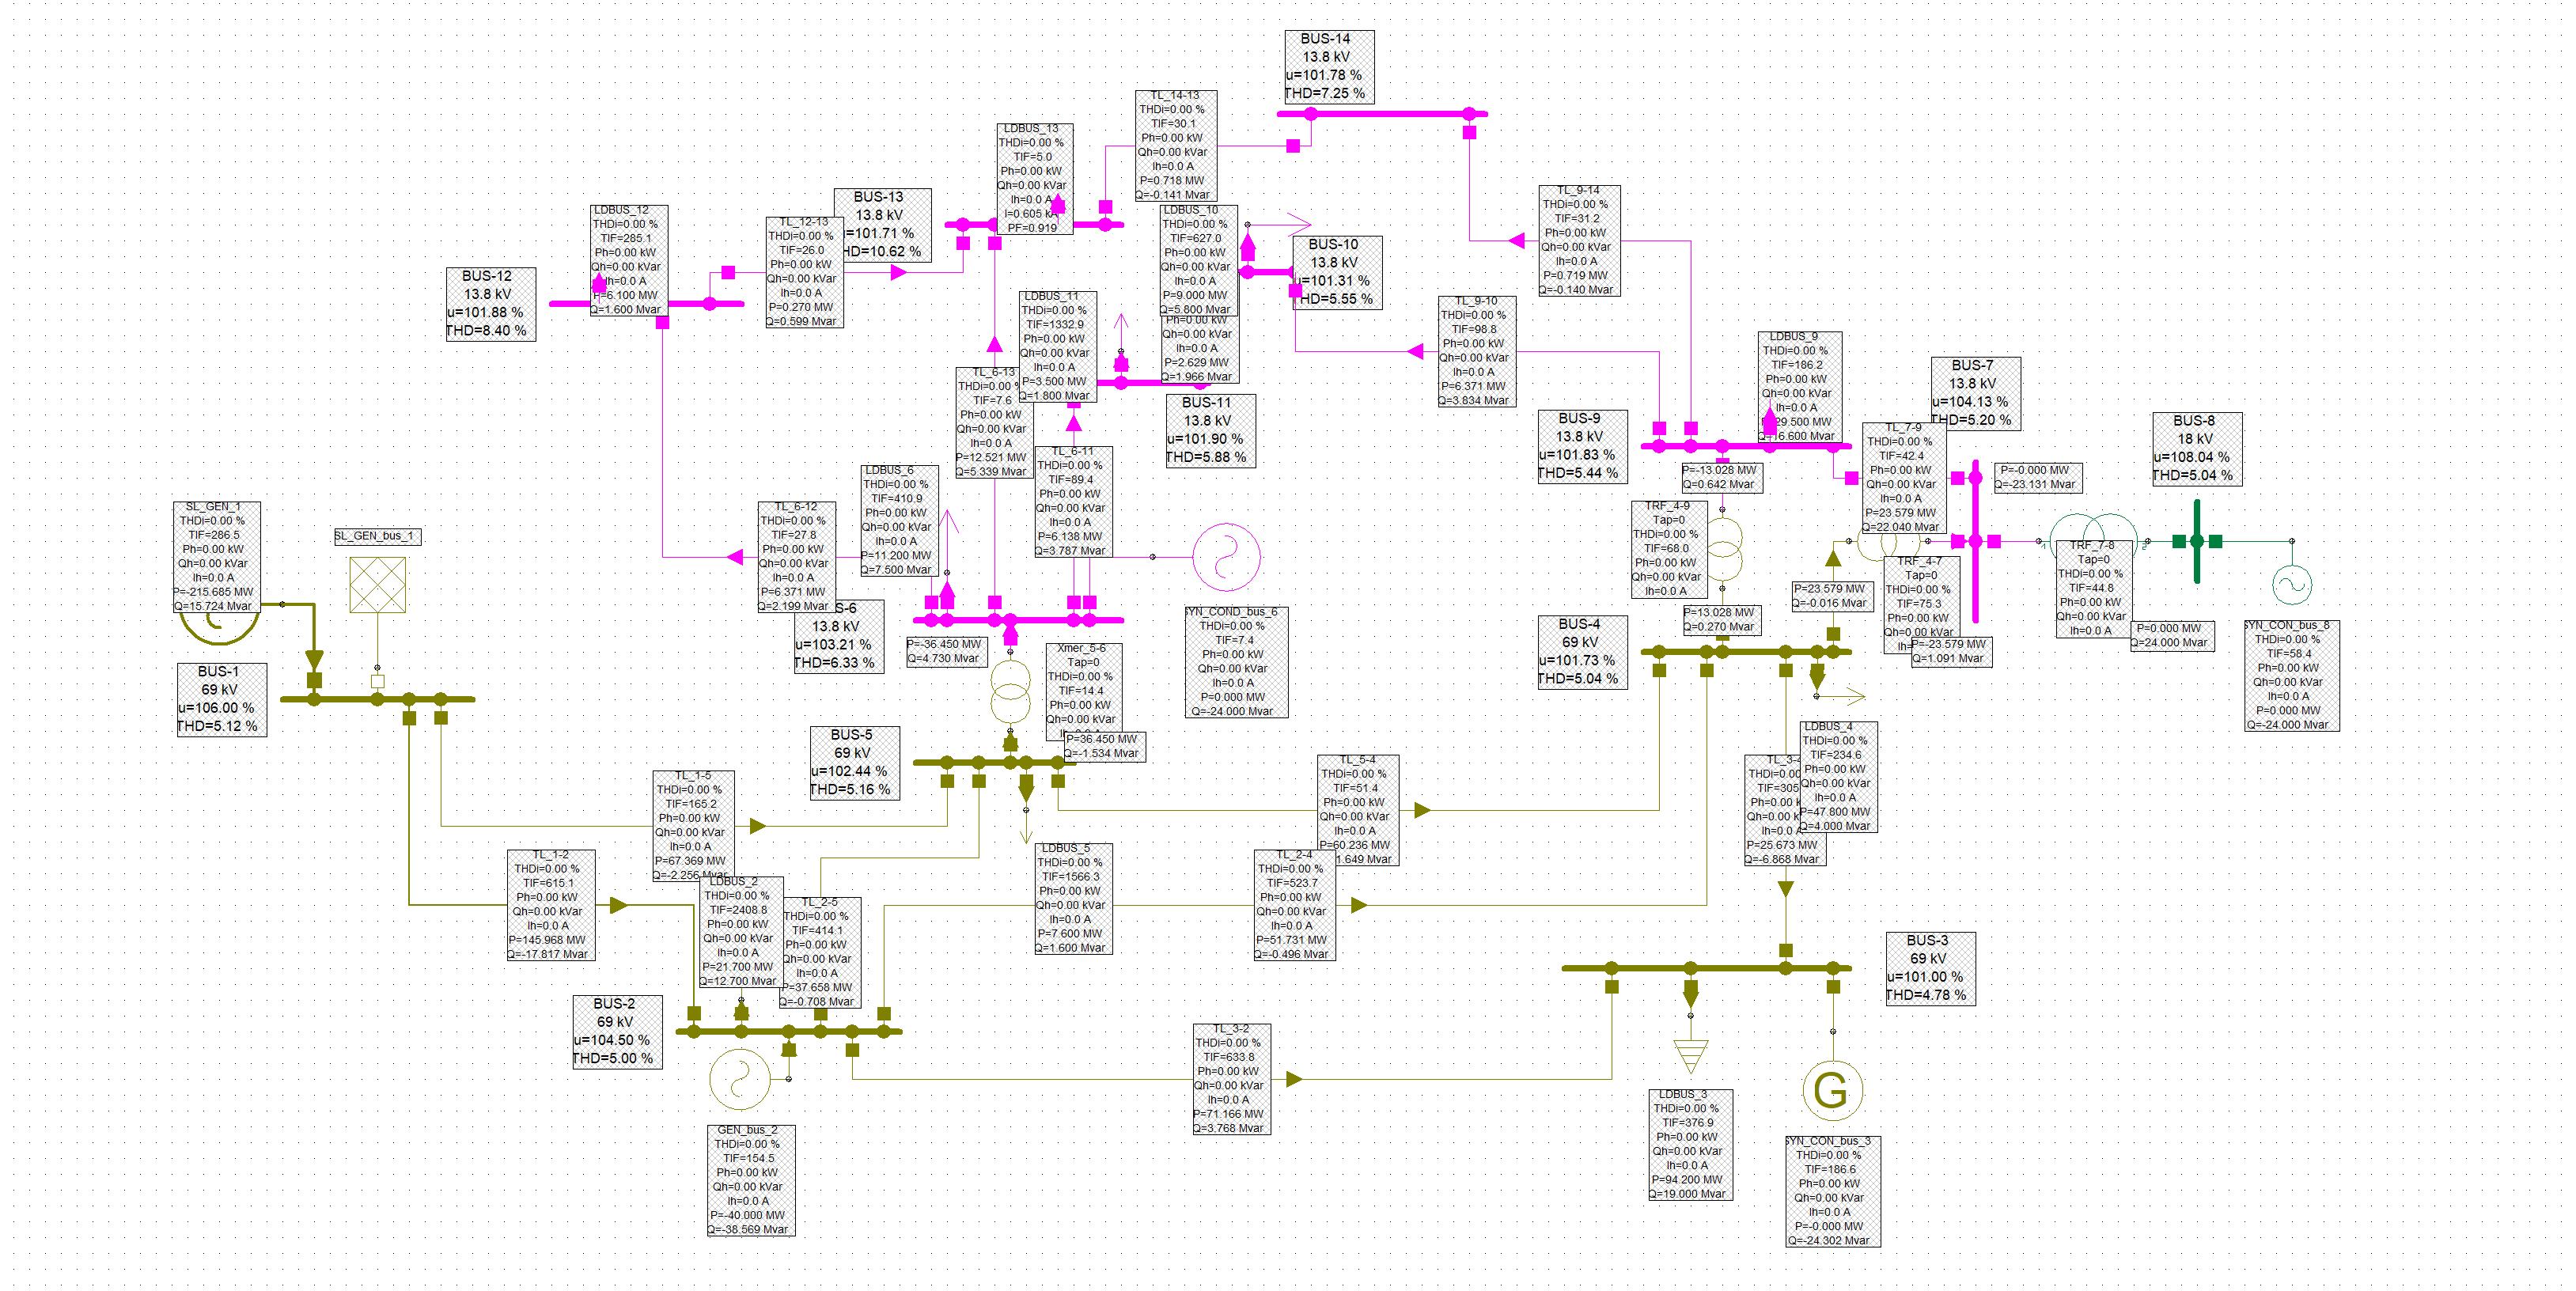 BUS-14
13.8 kV
u=101.78 %
THD=7.25 %
TL_14-13
THDi=0.00 %
TIF=30.1
Ph=0.00 kW
Qh=0.00 kVar
Ih=0.0 A
P=0.718 MW
Q=-0.141 Mvar
LDBUS_13
THDi=0.00 %
TIF=5.0
Ph=0.00 kW
Qh=0.00 kVar
Ih=0.0 A
I=0.605 kA
PF=0.919
TL_9-14
THDi=0.00 %
TIF=31.2
Ph=0.00 kW
Qh=0.00 kVar
Ih=0.0 A
P=0.719 MW
Q=-0.140 Mvar
BUS-13
13.8 kV
=101.71 %
HD=10.62 %
LDBUS_12
THDi=0.00 %
TIF=285.1
Ph=0.00 kW
Qh=0.00 kVar
Ih=0.0 A
P=6.100 MW
Q=1.600 Mvar
TL_12-13
THDi=0.00 %
TIF=26.0
Ph=0.00 kW
Qh=0.00 kVar
Ih=0.0 A
P=0.270 MW
Q=0.599 Mvar
LDBUS_10
THDi=0.00 %
TIF=627.0
Ph=0.00 kW
Qh=0.00 kVar
Ih=0.0 A
P=9.000 MW
Q=5.800 Mvar
Ph=0.00 kW
Qh=0.00 kVar
Ih=0.0 A
P=2.629 MW
Q=1.966 Mvar
BUS-10
13.8 kV
u=101.31 %
HD=5.55 %
BUS-12
13.8 kV
u=101.88 %
THD=8.40 %
LDBUS_11
THDi=0.00 %
TIF=1332.9
Ph=0.00 kW
Qh=0.00 kVar
Ih=0.0 A
P=3.500 MW
Q=1.800 Mvar
TL_9-10
THDi=0.00 %
TIF=98.8
Ph=0.00 kW
Qh=0.00 kVar
Ih=0.0 A
P=6.371 MW
Q=3.834 Mvar
LDBUS_9
THDi=0.00 %
TIF=186.2
Ph=0.00 kW
Qh=0.00 kVar
Ih=0.0 A
29.500 MW
Q=16.600 Mvar
BUS-7
13.8 kV
u=104.13 %
THD=5.20 %
TL_6-13
THDi=0.00 %
TIF=7.6
Ph=0.00 kW
Qh=0.00 kVar
Ih=0.0 A
P=12.521 MW
Q=5.339 Mvar
BUS-11
13.8 kV
u=101.90 %
THD=5.88 %
BUS-9
13.8 kV
u=101.83 %
THD=5.44 %
TL_7-9
THDi=0.00 %
TIF=42.4
Ph=0.00 kW
Qh=0.00 kVar
Ih=0.0 A
P=23.579 MW
Q=22.040 Mvar
BUS-8
18 kV
u=108.04 %
THD=5.04 %
TL_6-11
THDi=0.00 %
TIF=89.4
Ph=0.00 kW
Qh=0.00 kVar
Ih=0.0 A
P=6.138 MW
Q=3.787 Mvar
LDBUS_6
THDi=0.00 %
TIF=410.9
Ph=0.00 kW
Qh=0.00 kVar
Ih=0.0 A
P=11.200 MW
Q=7.500 Mvar
P=-13.028 MW
Q=0.642 Mvar
P=-0.000 MW
Q=-23.131 Mvar
SL_GEN_1
THDi=0.00 %
TIF=286.5
Ph=0.00 kW
Qh=0.00 kVar
Ih=0.0 A
P=-215.685 MW
Q=15.724 Mvar
SL_GEN_bus_1
TL_6-12
THDi=0.00 %
TIF=27.8
Ph=0.00 kW
Qh=0.00 kVar
Ih=0.0 A
P=6.371 MW
Q=2.199 Mvar
TRF_4-9
Tap=0
THDi=0.00 %
TIF=68.0
Ph=0.00 kW
Qh=0.00 kVar
Ih=0.0 A
TRF_7-8
Tap=0
THDi=0.00 %
TIF=44.8
Ph=0.00 kW
Qh=0.00 kVar
Ih=0.0 A
TRF_4-7
Tap=0
THDi=0.00 %
TIF=75.3
Ph=0.00 kW
Qh=0.00 kVar
Ih=
P=23.579 MW
Q=-0.016 Mvar
S-6
13.8 kV
u=103.21 %
THD=6.33 %
SYN_COND_bus_6
THDi=0.00 %
TIF=7.4
Ph=0.00 kW
Qh=0.00 kVar
Ih=0.0 A
P=0.000 MW
Q=-24.000 Mvar
P=13.028 MW
Q=0.270 Mvar
BUS-4
69 kV
u=101.73 %
THD=5.04 %
P=0.000 MW
Q=24.000 Mvar
SYN_CON_bus_8
THDi=0.00 %
TIF=58.4
Ph=0.00 kW
Qh=0.00 kVar
Ih=0.0 A
P=0.000 MW
Q=-24.000 Mvar
P=-36.450 MW
Q=4.730 Mvar
P=-23.579 MW
Q=1.091 Mvar
Xmer_5-6
Tap=0
THDi=0.00 %
TIF=14.4
Ph=0.00 kW
Qh=0.00 kVar
P=36.450 MW
Q=-1.534 Mvar
BUS-1
69 kV
u=106.00 %
THD=5.12 %
BUS-5
69 kV
u=102.44 %
THD=5.16 %
LDBUS_4
THDi=0.00 %
TIF=234.6
Ph=0.00 kW
Qh=0.00 kVar
Ih=0.0 A
P=47.800 MW
Q=4.000 Mvar
TL_5-4
THDi=0.00 %
TIF=51.4
Ph=0.00 kW
Qh=0.00 kVar
Ih=0.0 A
P=60.236 MW
1.649 Mvar
TL_3-4
THDi=0.00
TIF=305
Ph=0.00 k
Qh=0.00 k
Ih=0.0 A
P=25.673 MW
Q=-6.868 Mvar
TL_1-5
THDi=0.00 %
TIF=165.2
Ph=0.00 kW
Qh=0.00 kVar
Ih=0.0 A
P=67.369 MW
Q=-2.256 Mvar
LDBUS_5
THDi=0.00 %
TIF=1566.3
Ph=0.00 kW
Qh=0.00 kVar
Ih=0.0 A
P=7.600 MW
Q=1.600 Mvar
TL_1-2
THDi=0.00 %
TIF=615.1
Ph=0.00 kW
Qh=0.00 kVar
Ih=0.0 A
P=145.968 MW
Q=-17.817 Mvar
TL_2-4
THDi=0.00 %
TIF=523.7
Ph=0.00 kW
Qh=0.00 kVar
Ih=0.0 A
P=51.731 MW
Q=-0.496 Mvar
LDBUS_2
THDi=0.00 %
TIF=2408.8
Ph=0.00 kW
Qh=0.00 kVar
Ih=0.0 A
P=21.700 MW
Q=12.700 Mvar
TL_2-5
THDi=0.00 %
TIF=414.1
Ph=0.00 kW
Qh=0.00 kVar
Ih=0.0 A
P=37.658 MW
Q=-0.708 Mvar
BUS-3
69 kV
u=101.00 %
THD=4.78 %
BUS-2
69 kV
u=104.50 %
THD=5.00 %
TL_3-2
THDi=0.00 %
TIF=633.8
Ph=0.00 kW
Qh=0.00 kVar
Ih=0.0 A
P=71.166 MW
Q=3.768 Mvar
G
LDBUS_3
THDi=0.00 %
TIF=376.9
Ph=0.00 kW
Qh=0.00 kVar
Ih=0.0 A
P=94.200 MW
Q=19.000 Mvar
GEN_bus_2
THDi=0.00 %
TIF=154.5
Ph=0.00 kW
Qh=0.00 kVar
Ih=0.0 A
P=-40.000 MW
Q=-38.569 Mvar
SYN_CON_bus_3
THDi=0.00 %
TIF=186.6
Ph=0.00 kW
Qh=0.00 kVar
Ih=0.0 A
P=-0.000 MW
Q=-24.302 Mvar